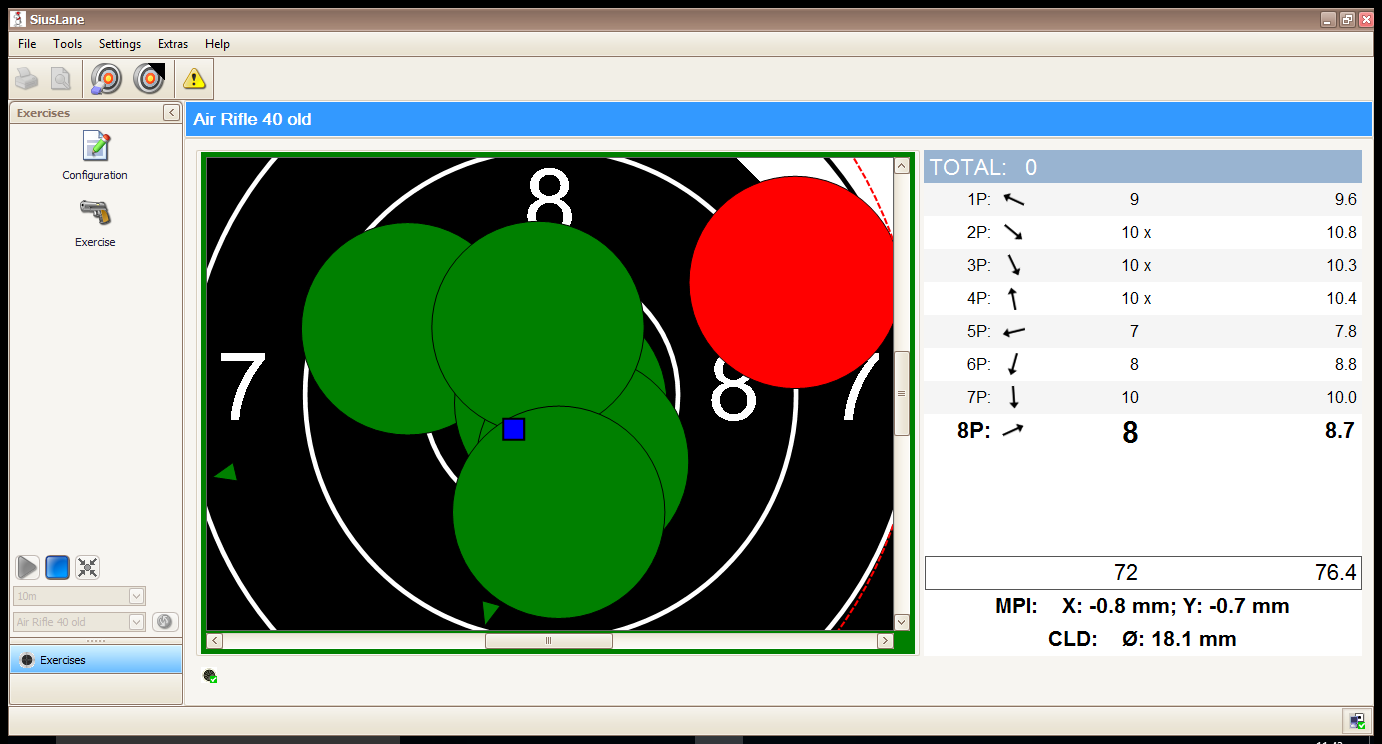 SiusLane
File Tools Settings Extras Help
Exercises
Configuration
Exercise
10m
Air Rifle 40 old
Exercises
Air Rifle 40 old
8
7 8 7
TOTAL: 0
1P: 9 9.6
2P: 10 x 10.8
3P: 10 x 10.3
4P: 10 x 10.4
5P: 7 7.8
6P: 8 8.8
7P: 10 10.0
8P: 8 8.7
72 76.4
MPI: X: -0.8 mm; Y: -0.7 mm
CLD: Ø: 18.1 mm